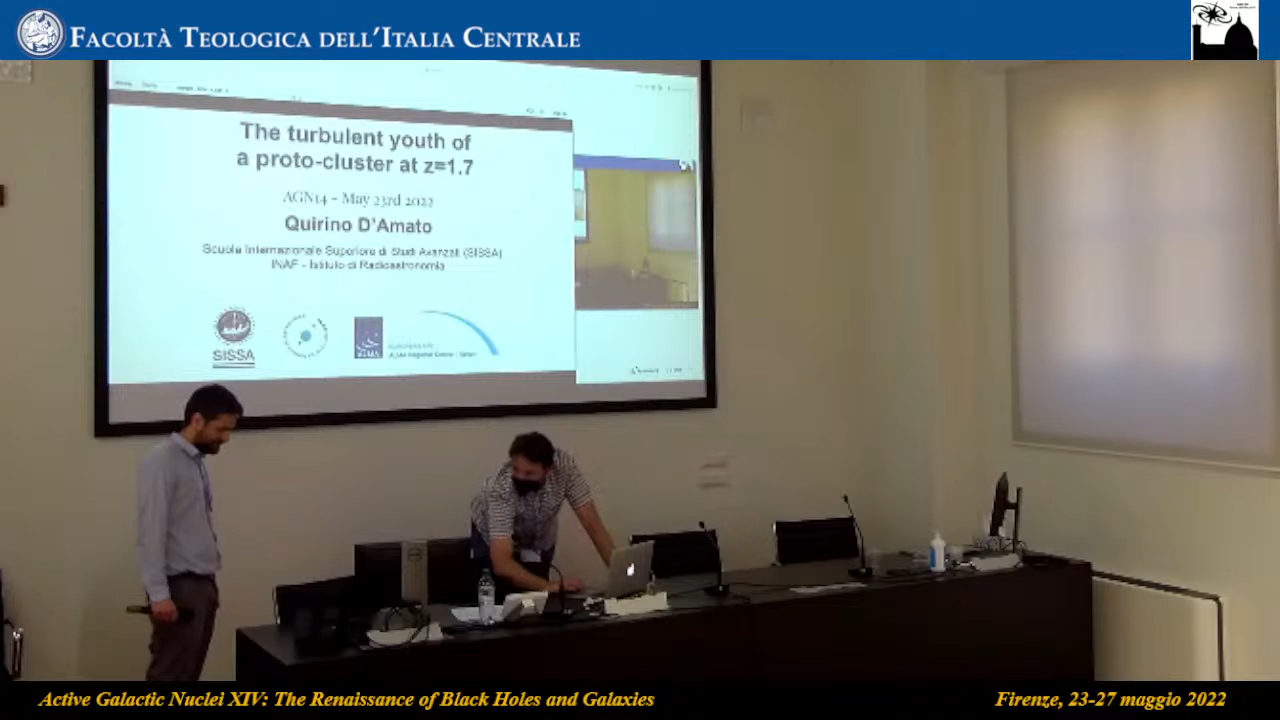 FACOLTÀ TEOLOGICA DELL'ITALIA CENTRALE
The turbulent youth of
a proto-cluster at z=1.7
AGN14 – May 23rd 2022
Quirino D'Amato
Scuola Internazionale Superiore di Studi Avanzati (SISSA)
INAF - Istituto di Radioastronomia
SISSA
ALMA
Active Galactic Nuclei XIV: The Renaissance of Black Holes and Galaxies
Firenze, 23-27 maggio 2022